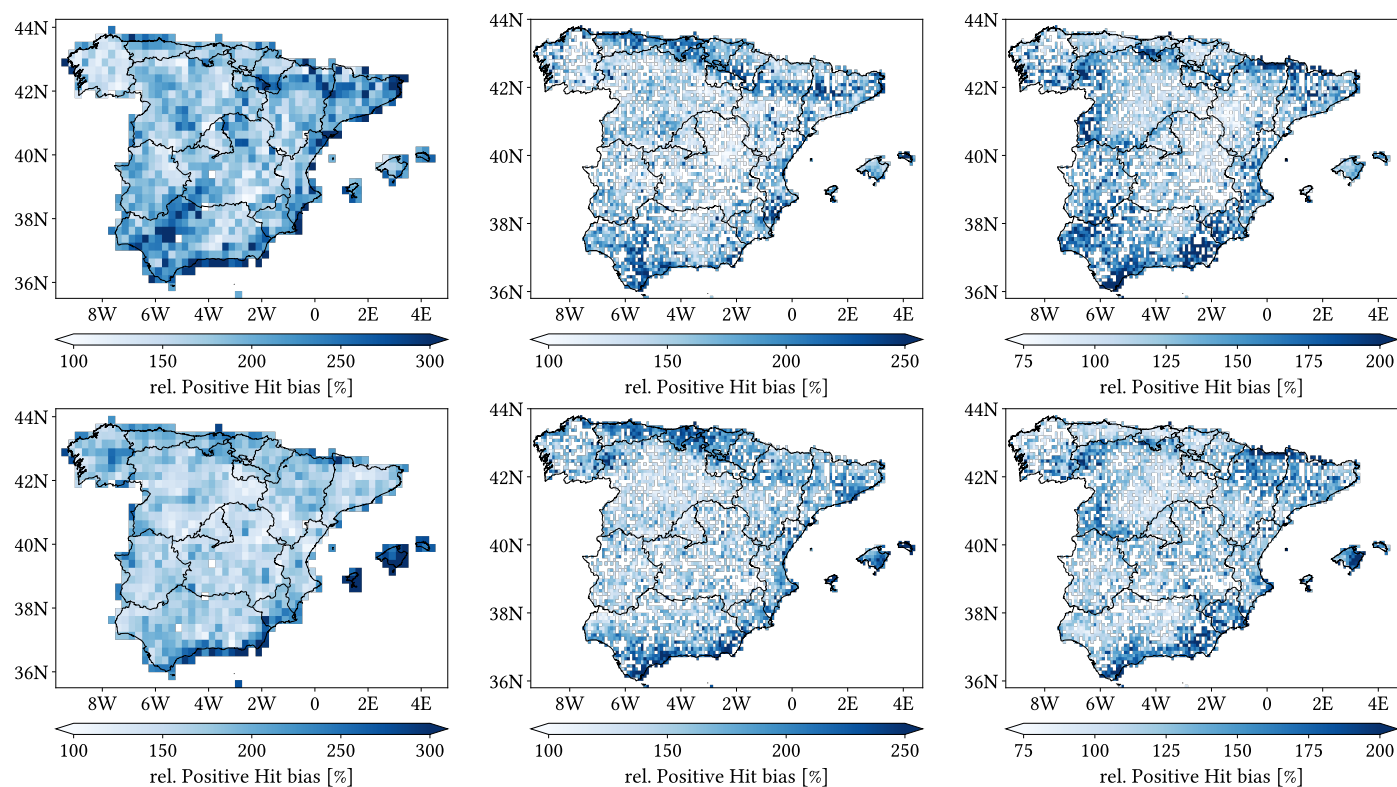 44N
42N
40N
38N
36N
8W 6W 4W 2W 0 2E 4E
100 150 200 250 300
rel. Positive Hit bias [%]
44N
42N
40N
38N
36N
8W 6W 4W 2W 0 2E 4E
100 150 200 250
rel. Positive Hit bias [%]
44N
42N
40N
38N
36N
8W 6W 4W 2W 0 2E 4E
75 100 125 150 175 200
rel. Positive Hit bias [%]
44N
42N
40N
38N
36N
8W 6W 4W 2W 0 2E 4E
100 150 200 250 300
rel. Positive Hit bias [%]
44N
42N
40N
38N
36N
8W 6W 4W 2W 0 2E 4E
100 150 200 250
rel. Positive Hit bias [%]
44N
42N
40N
38N
36N
8W 6W 4W 2W 0 2E 4E
75 100 125 150 175 200
rel. Positive Hit bias [%]